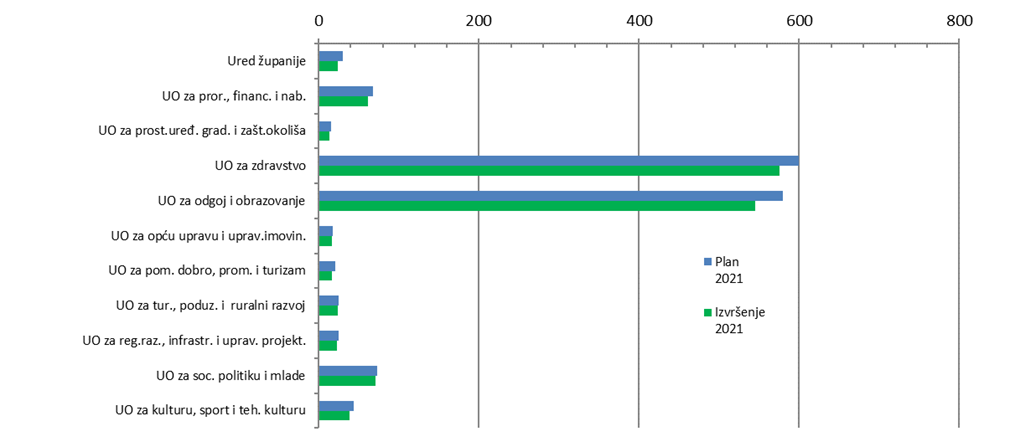 0 200 400 600 800
Ured županije
UO za pror., financ. i nab.
UO za prost.uređ. grad. i zašt.okoliša
UO za zdravstvo
UO za odgoj i obrazovanje
UO za opću upravu i uprav.imovin.
UO za pom. dobro, prom. i turizam
UO za tur., poduz. i  ruralni razvoj
UO za reg.raz., infrastr. i uprav. projekt.
UO za soc. politiku i mlade
UO za kulturu, sport i teh. kulturu
Plan
2021
Izvršenje
2021